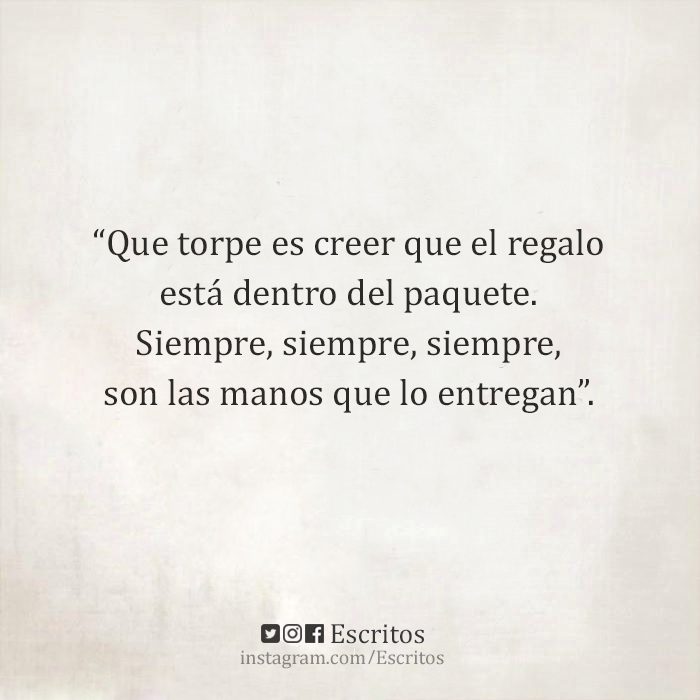 “Que torpe es creer que el regalo
está dentro del paquete.
Siempre, siempre, siempre,
son las manos que lo entregan”.
Escritos
instagram.com/Escritos